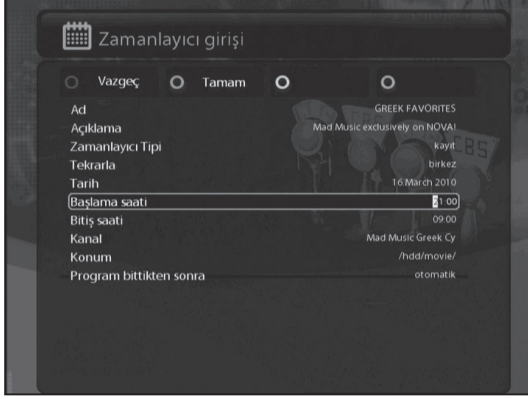 Zamanlayıcı girişi
Vazgeç Tamam
Ad GREEK FAVORITES
Açıklama Mad Music exclusively on NOVA!
Zamanlayıcı Tipi kayıt
Tekrarla birkez
Tarih 16.March 2010
Başlama saati 21:00
Bitiş saati 09:00
Kanal Mad Music Greek Cy
Konum /hdd/movie/
Program bittikten sonra otomatik
CBS